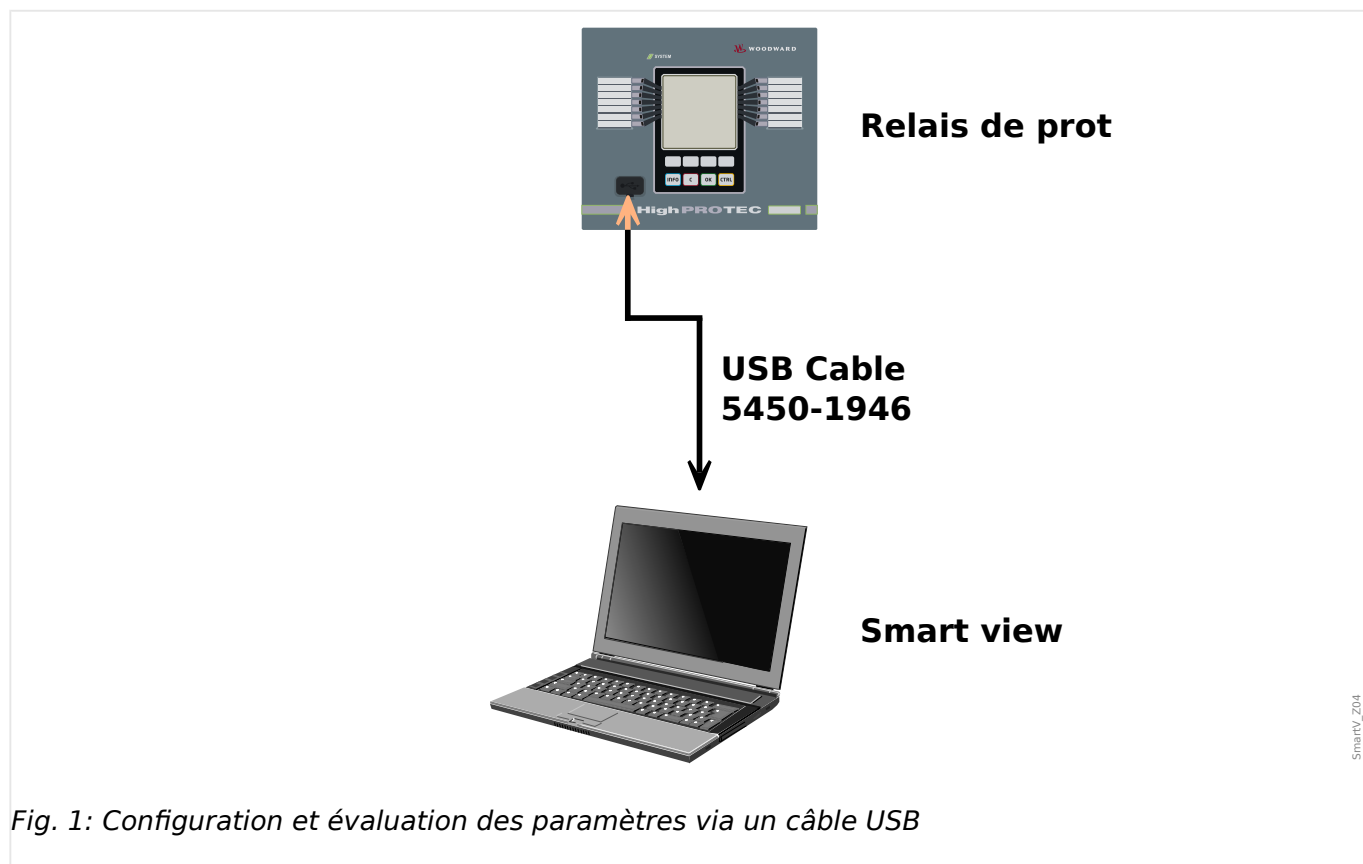 WOODWARD
SYSTEM
Relais de prot
INFO C OK CTRL
HighPROTEC
USB Cable
5450-1946
Smart view
SmartV_Z04
Fig. 1: Configuration et évaluation des paramètres via un câble USB